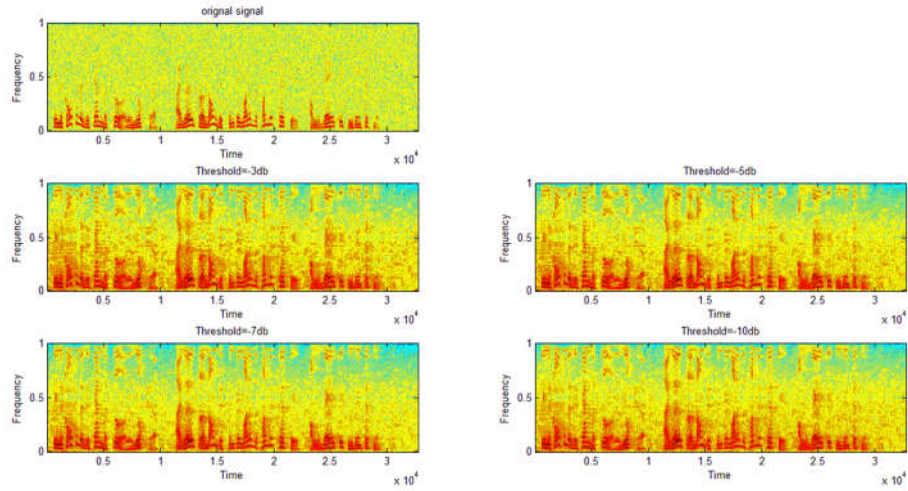 orignal signal
1
0.5
0
Frequency
0.5 1 1.5 2 2.5 3
Time
x 10^4
Threshold=-3db
1
0.5
0
Frequency
0.5 1 1.5 2 2.5 3
Time
x 10^4
Threshold=-5db
1
0.5
0
Frequency
0.5 1 1.5 2 2.5 3
Time
x 10^4
Threshold=-7db
1
0.5
0
Frequency
0.5 1 1.5 2 2.5 3
Time
x 10^4
Threshold=-10db
1
0.5
0
Frequency
0.5 1 1.5 2 2.5 3
Time
x 10^4